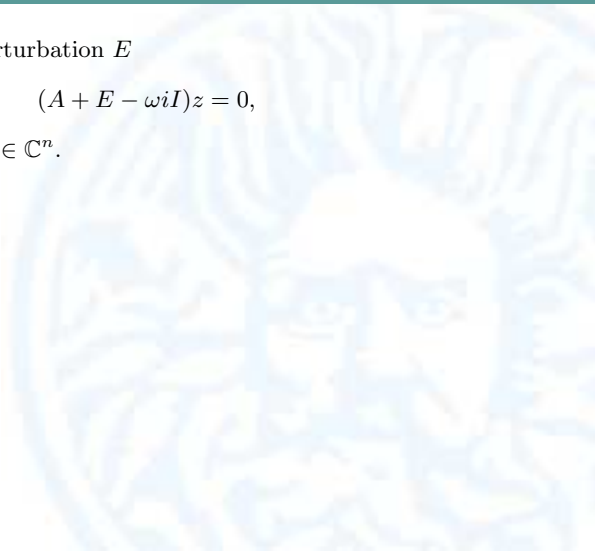 rturbation E
(A + E − ωiI)z = 0,
∈ ℂⁿ.